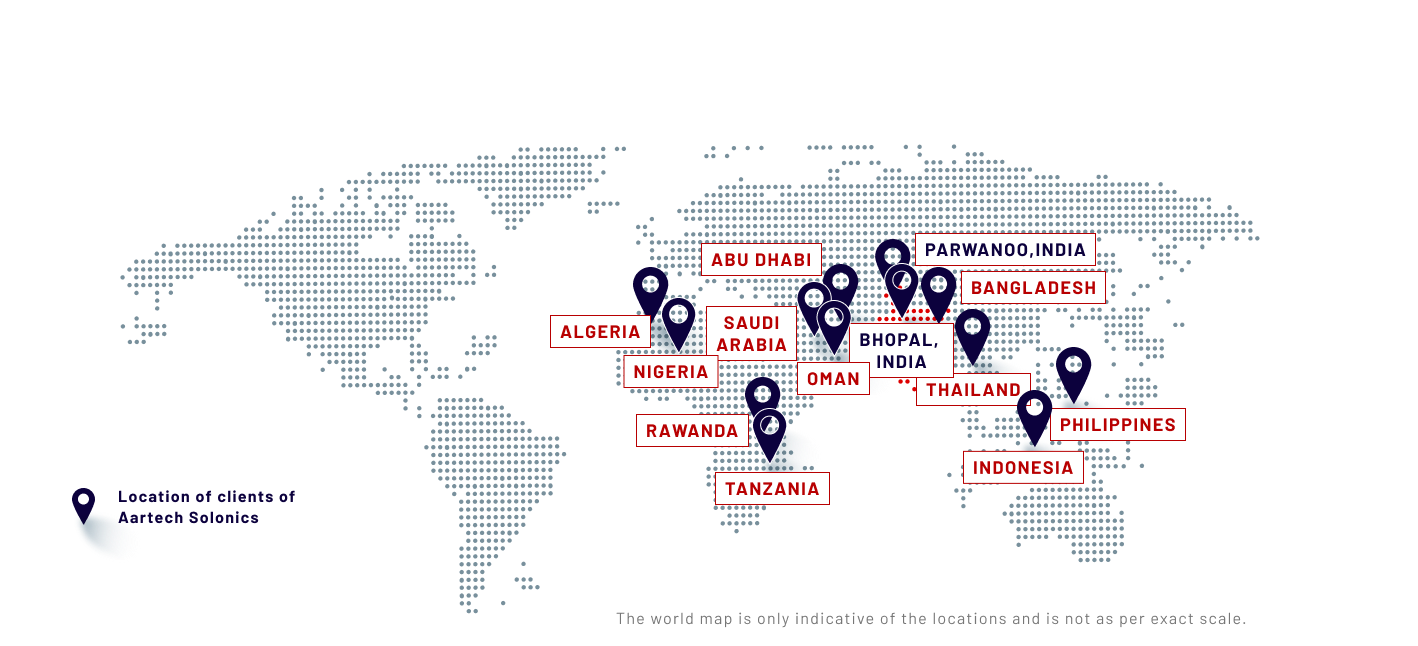 PARWANOO,INDIA
ABU DHABI
BANGLADESH
ALGERIA
SAUDI
ARABIA
BHOPAL,
INDIA
NIGERIA
OMAN
THAILAND
RAWANDA
PHILIPPINES
INDONESIA
TANZANIA
Location of clients of
Aartech Solonics
The world map is only indicative of the locations and is not as per exact scale.